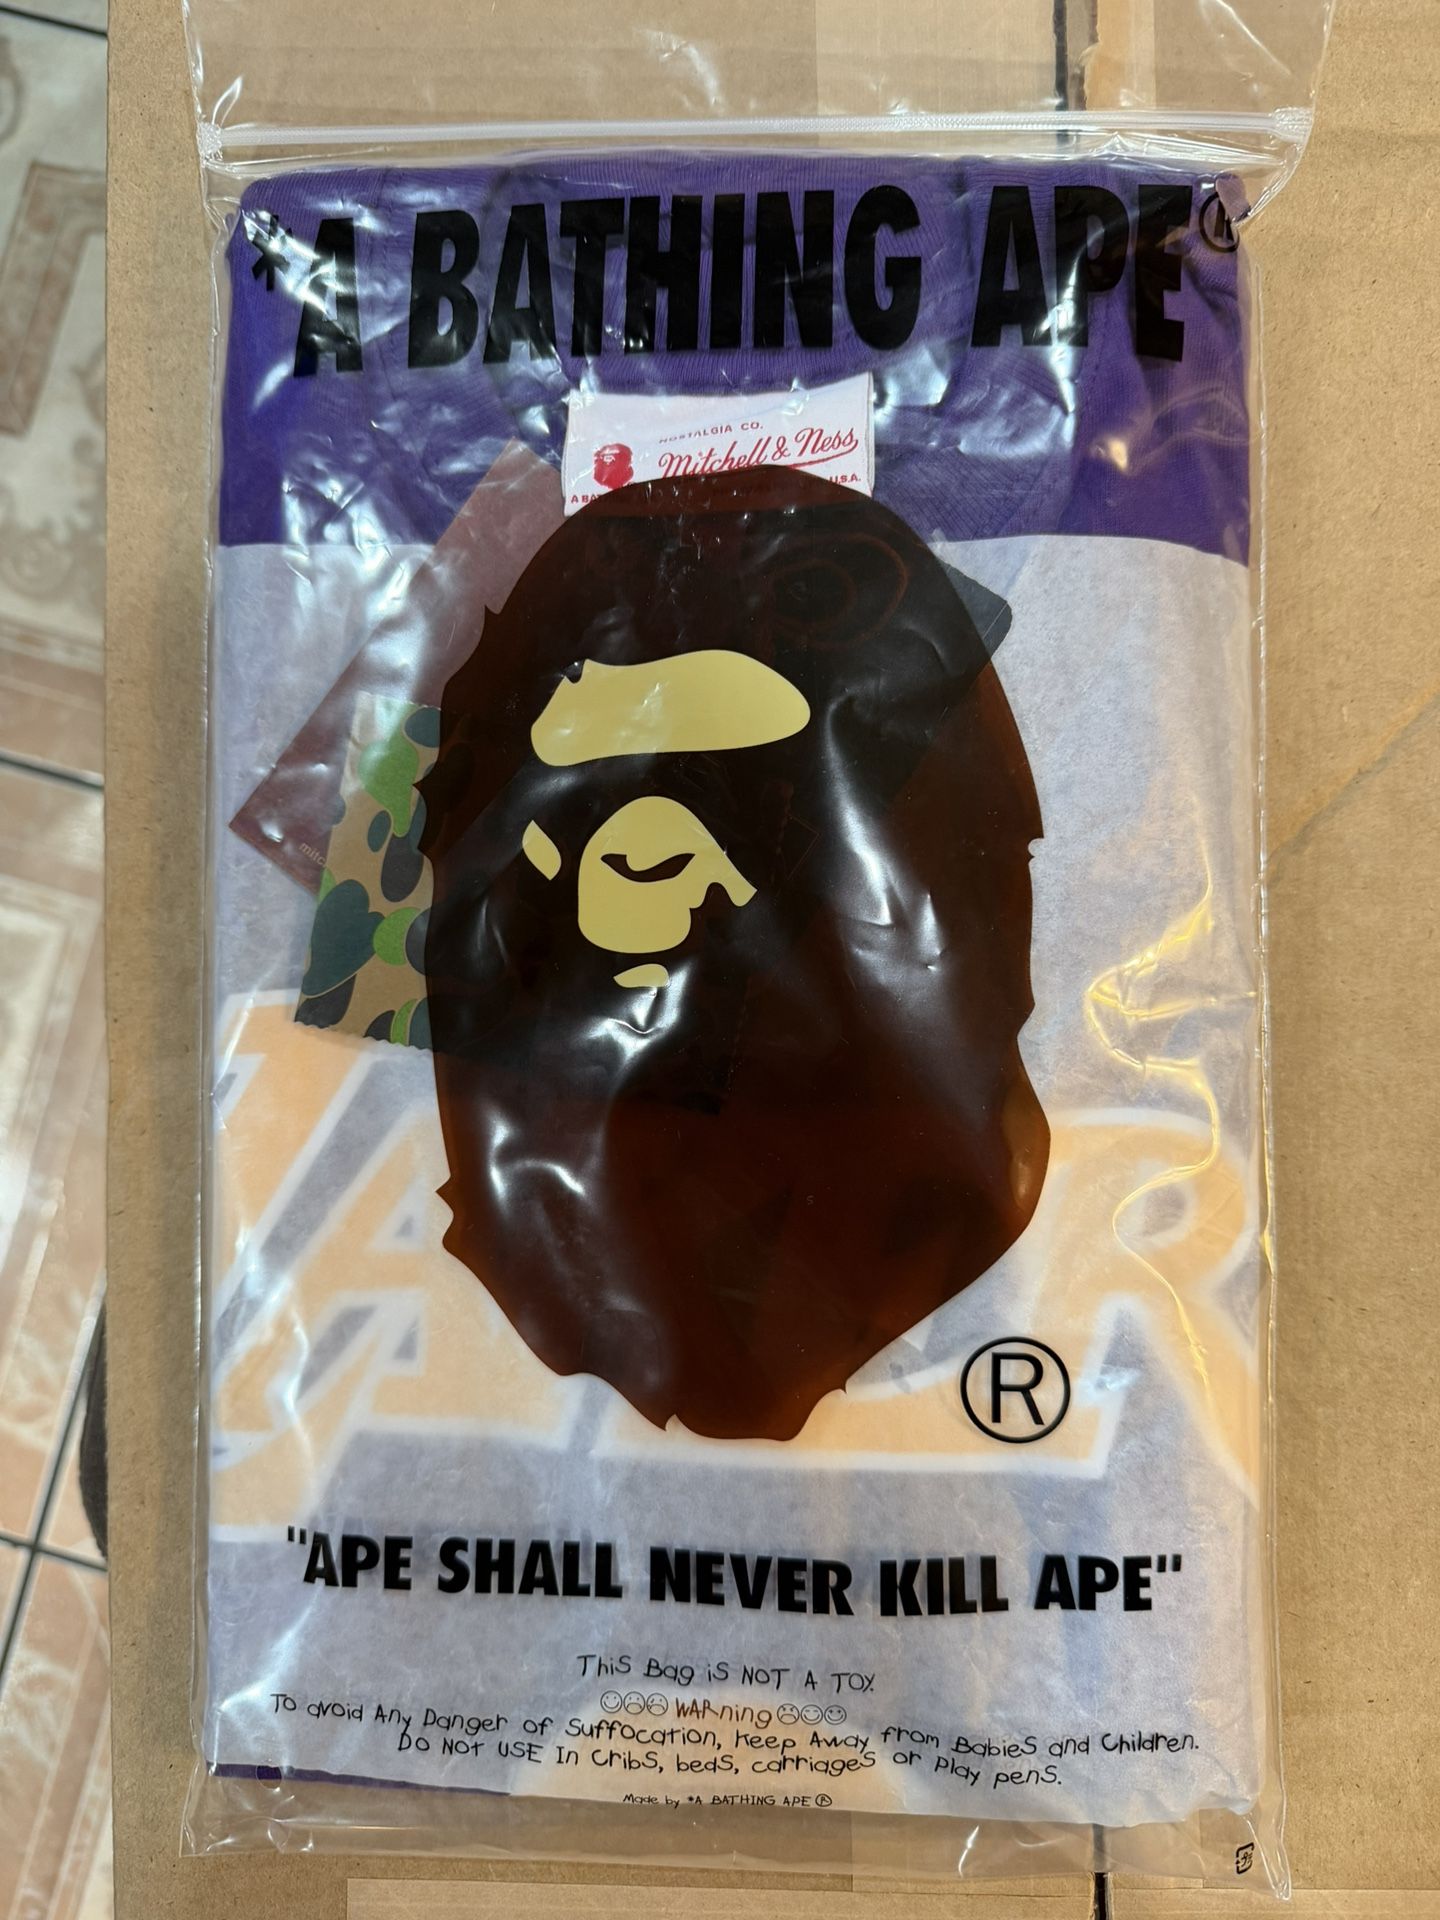 *A BATHING APE®
NOSTALGIA CO.
Mitchell & Ness
A BA
U.S.A.
mitc
®
"APE SHALL NEVER KILL APE"
This Bag is NOT A TOY.
WARning
To avoid Any Danger of Suffocation, Keep Away from Babies and Children.
DO NOT USE In Cribs, beds, carriages or play pens.
Made by *A BATHING APE®